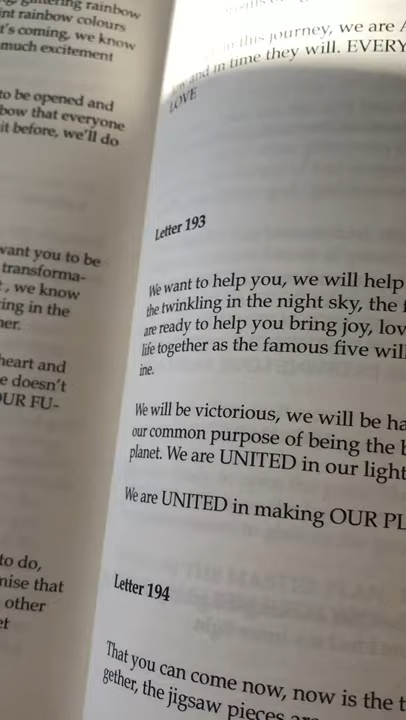 glittering rainbow
int rainbow colours
t's coming, we know
much excitement
to be opened and
bow that everyone
it before, we'll do
want you to be
transforma-
, we know
ing in the
her.
heart and
e doesn't
OUR FU-
to do,
mise that
other
et
this journey, we are A
and in time they will. EVERY
LOVE
Letter 193
We want to help you, we will help
the twinkling in the night sky, the f
are ready to help you bring joy, lov
life together as the famous five will
ine.
We will be victorious, we will be ha
our common purpose of being the b
planet. We are UNITED in our light
We are UNITED in making OUR PL
Letter 194
That you can come now, now is the t
gether, the jigsaw pieces are